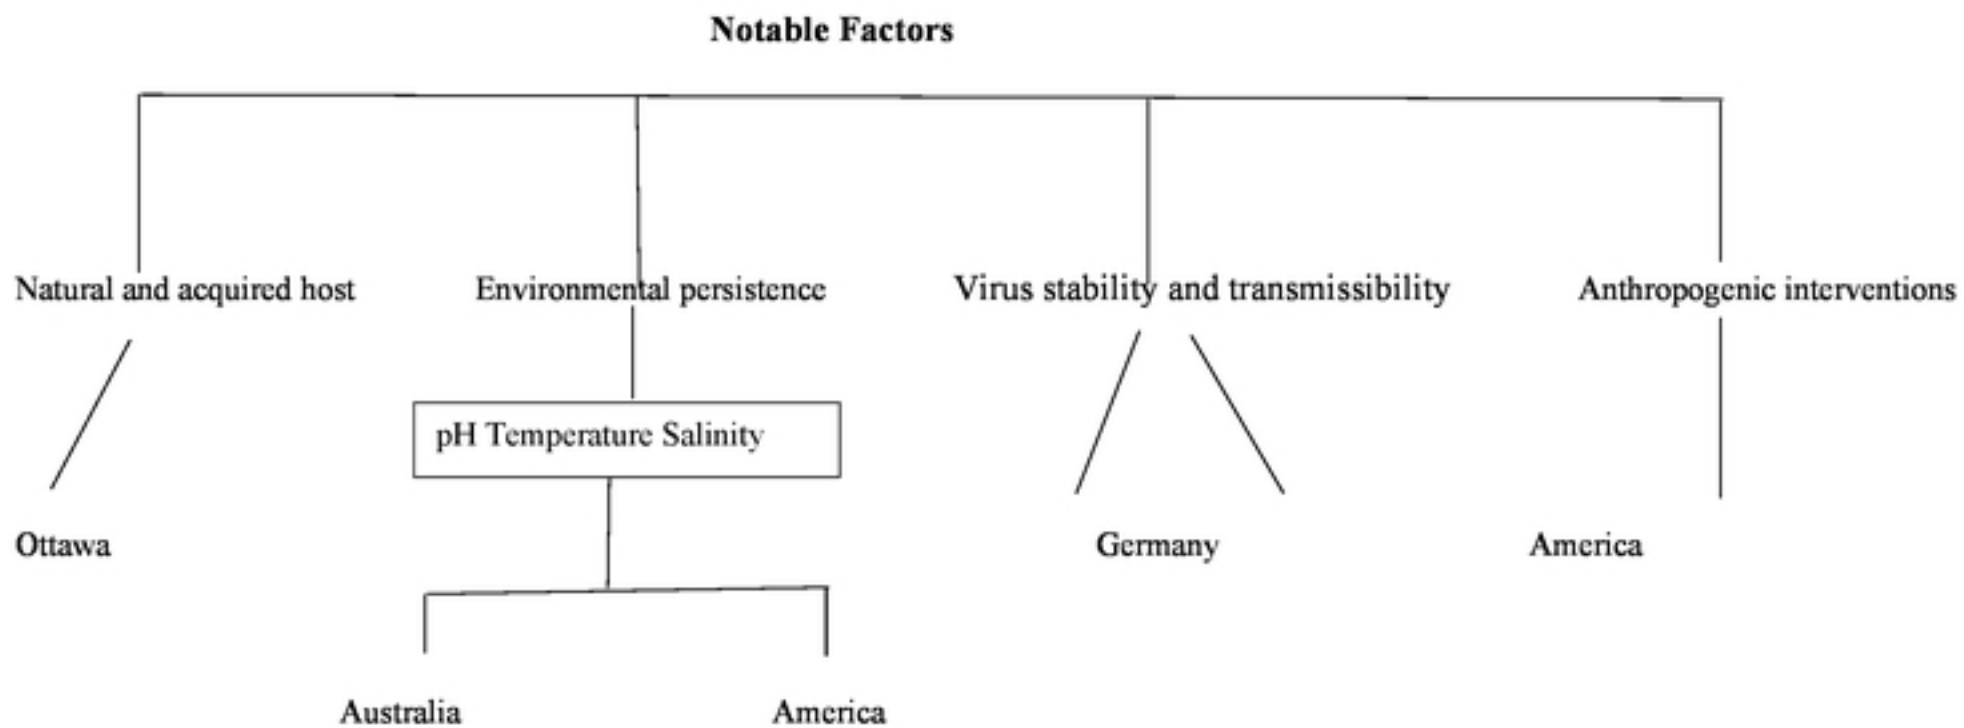 Notable Factors
Natural and acquired host
Environmental persistence
Virus stability and transmissibility
Anthropogenic interventions
pH Temperature Salinity
Ottawa
Germany
America
Australia
America